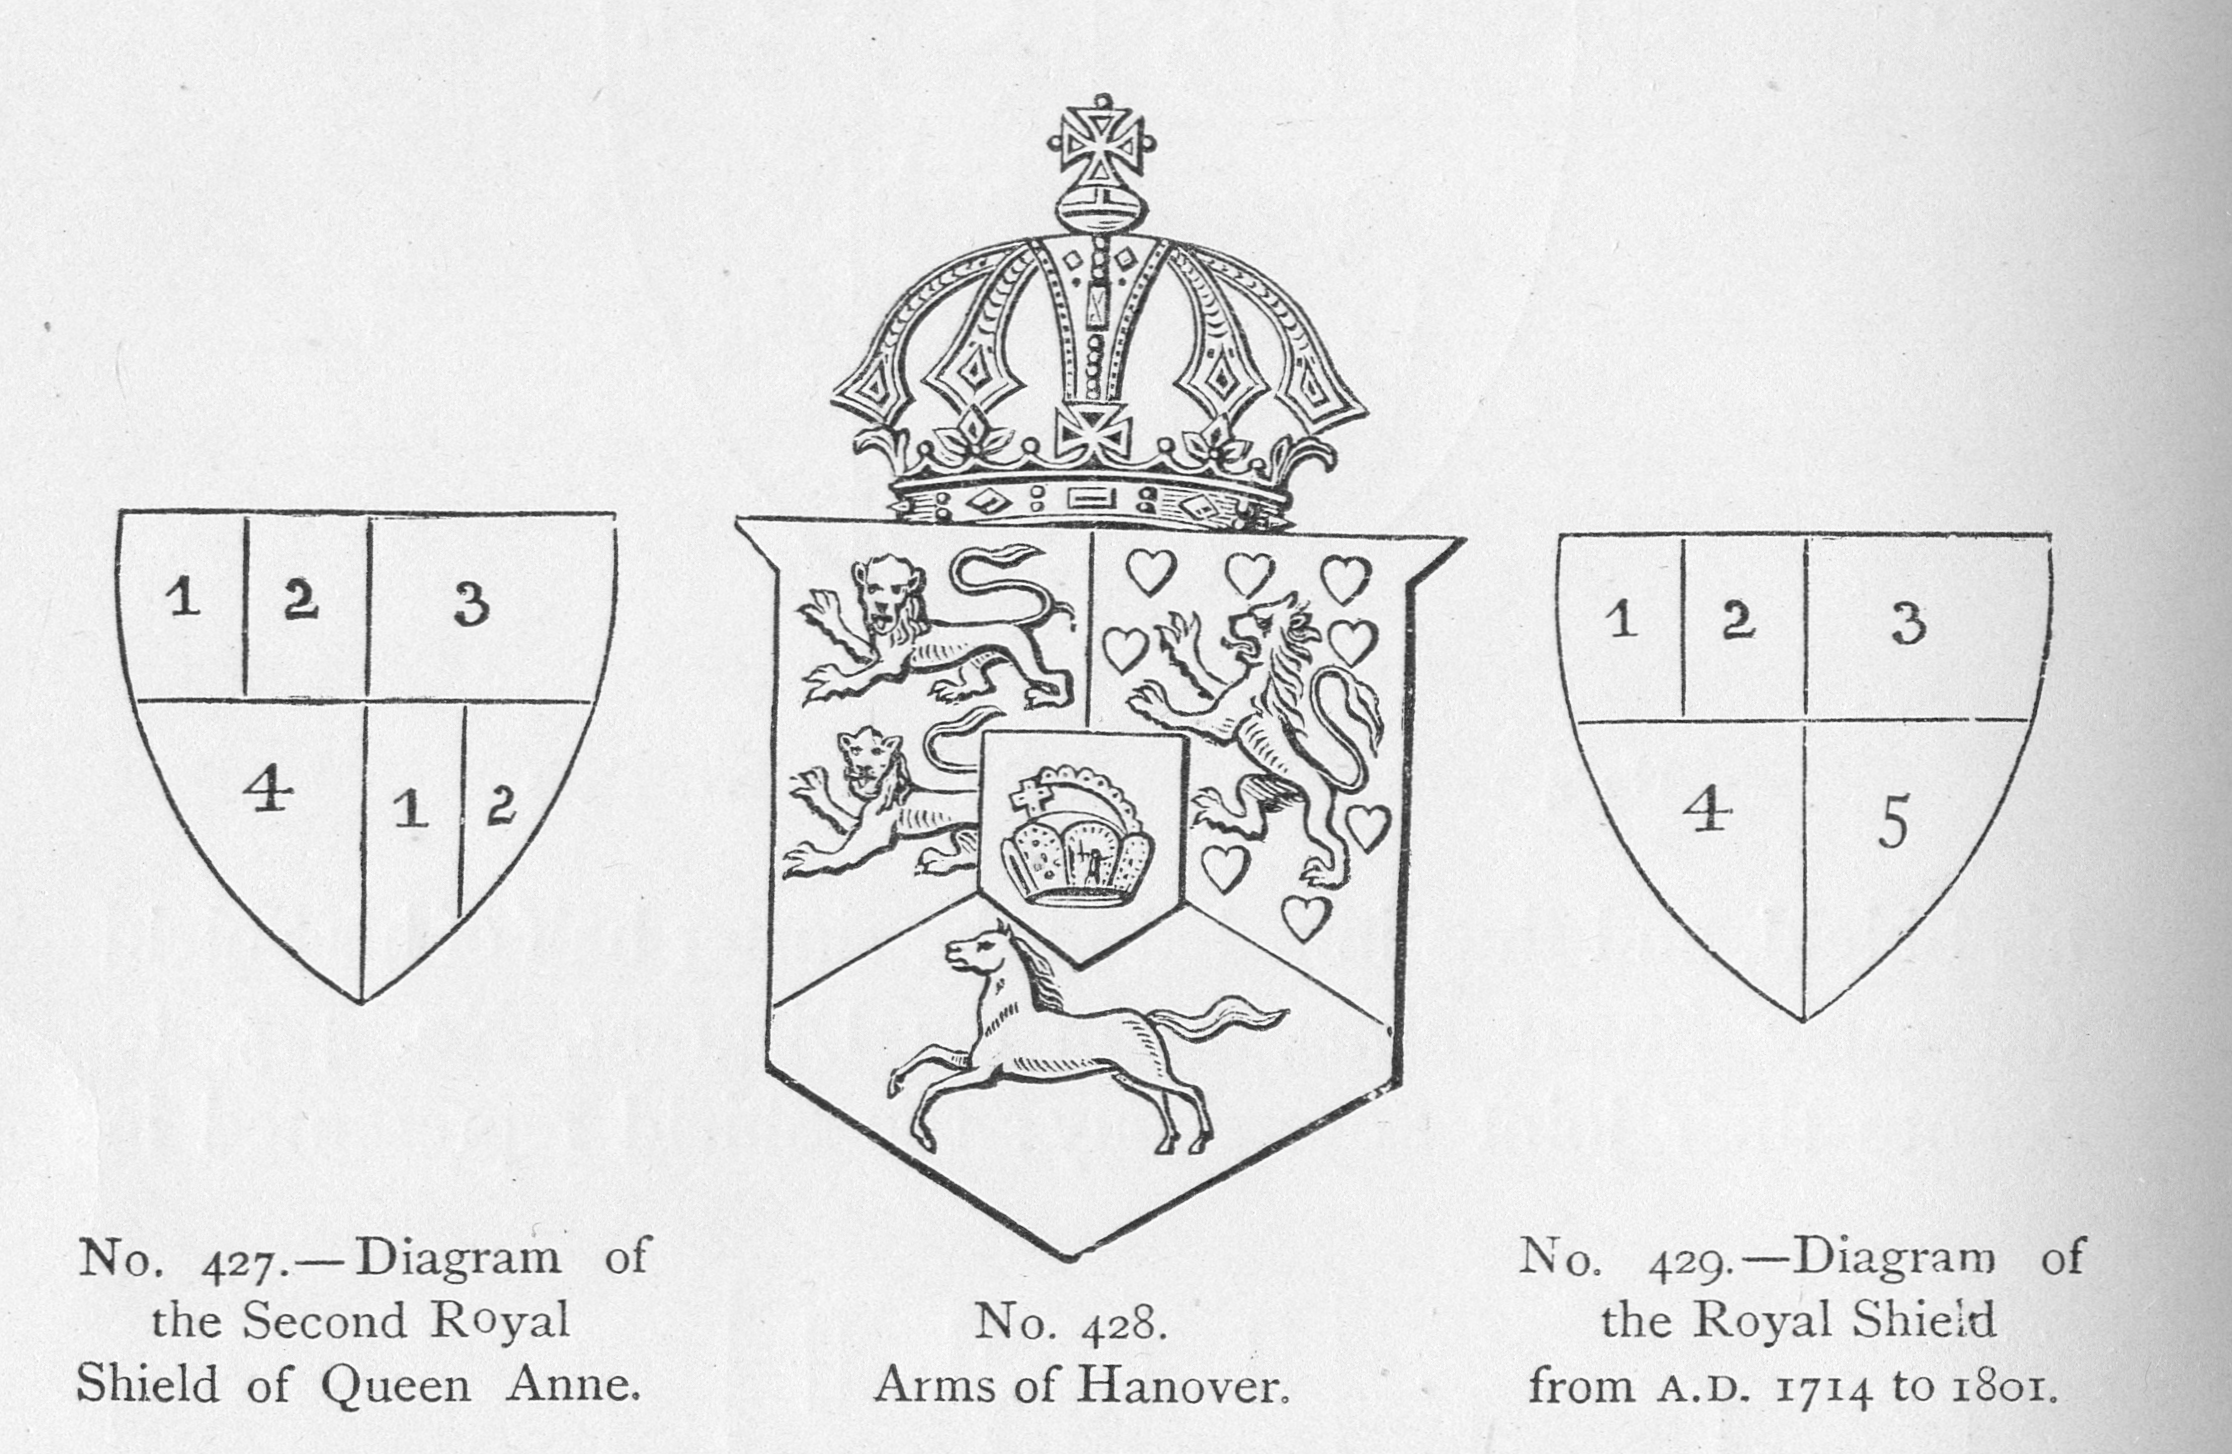 1 2 3
4 1 2
1 2 3
4 5
No. 427.—Diagram of
the Second Royal
Shield of Queen Anne.
No. 428.
Arms of Hanover.
No. 429.—Diagram of
the Royal Shield
from A.D. 1714 to 1801.